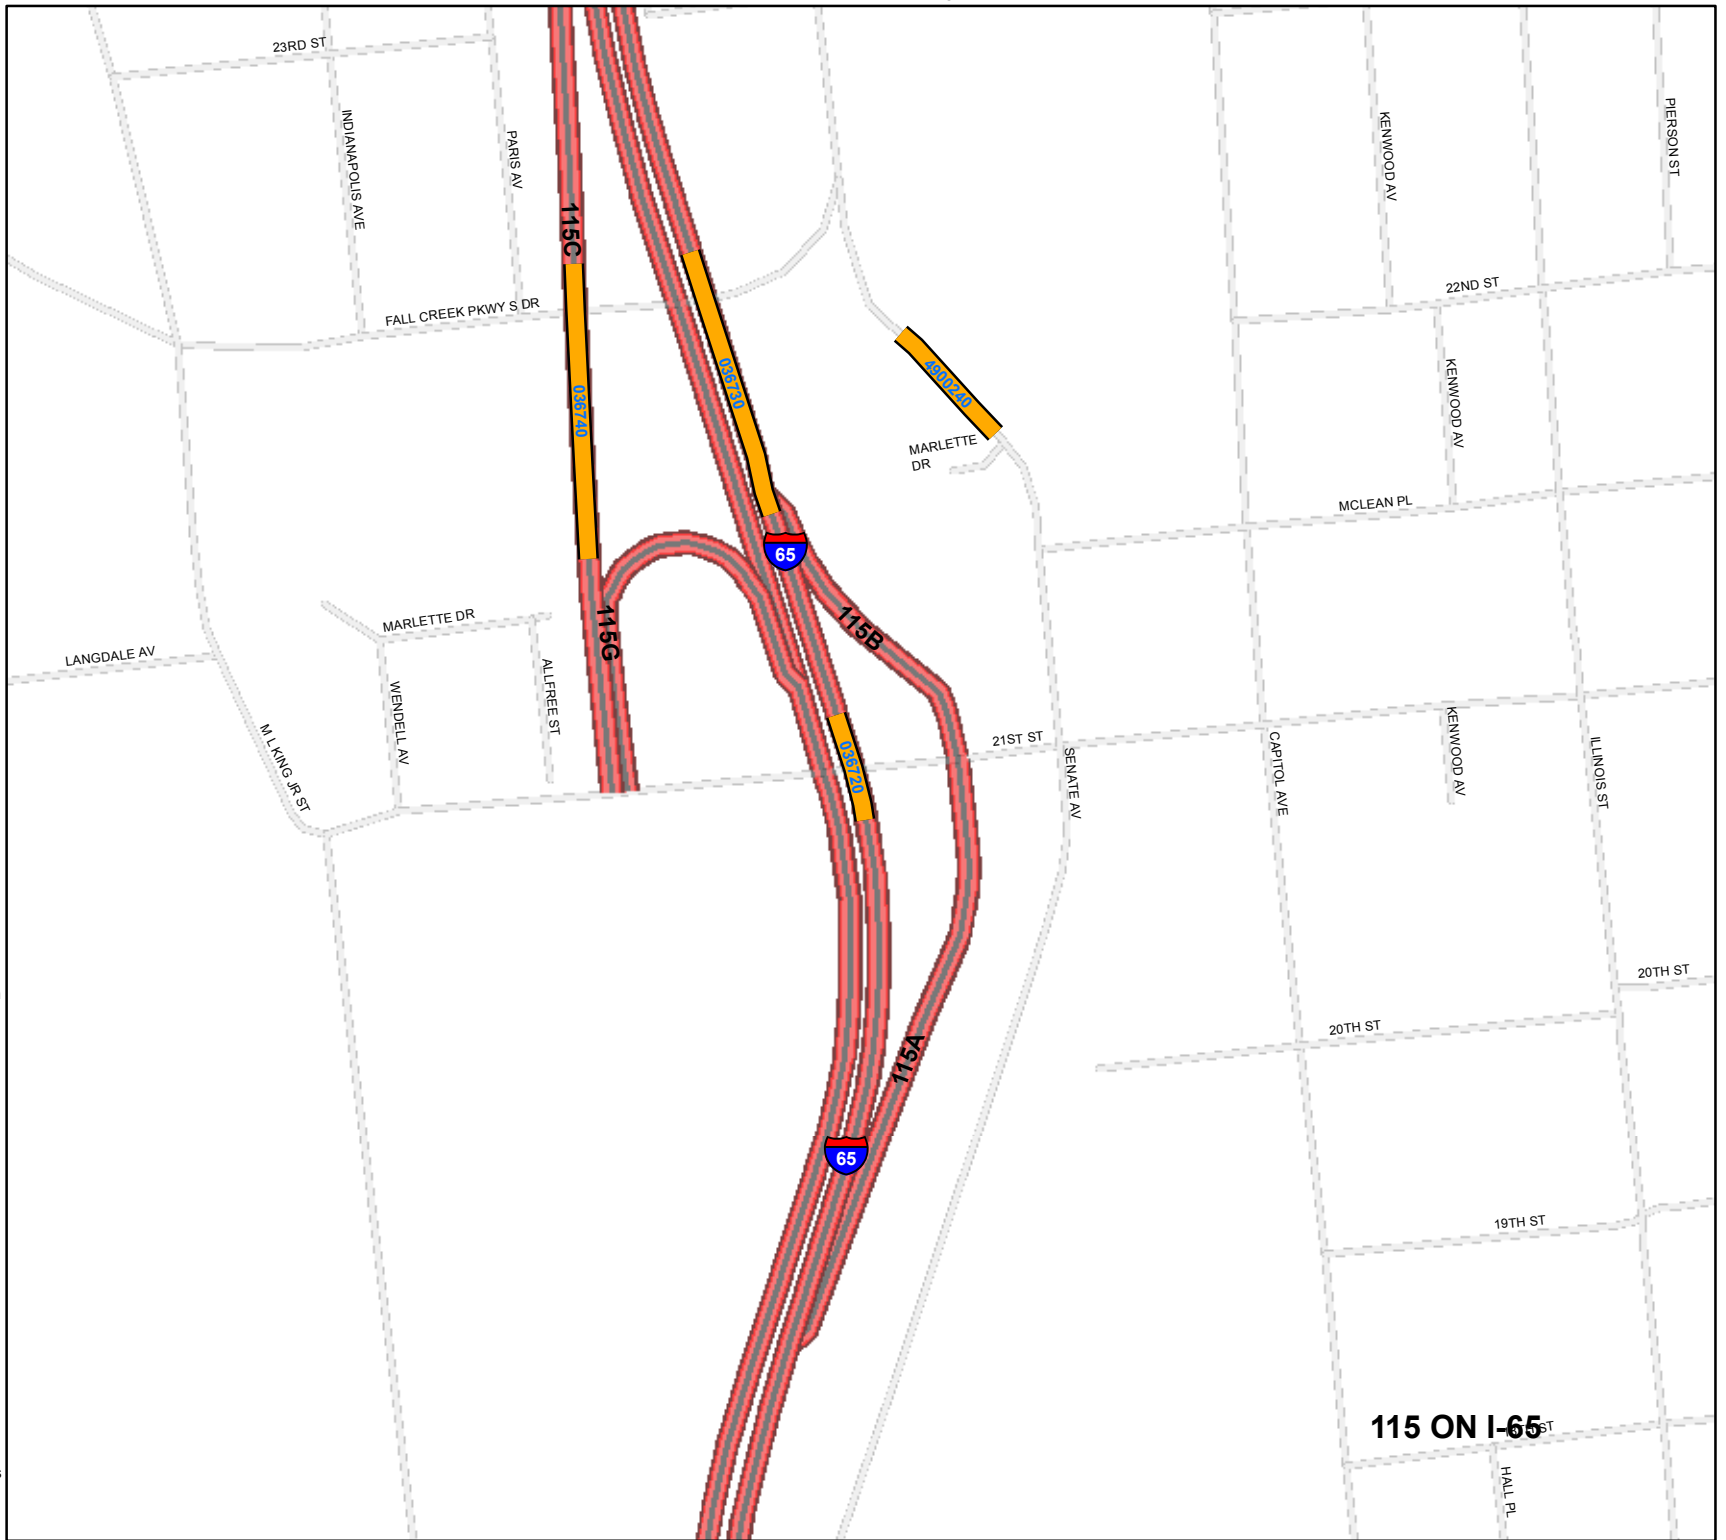 23RD ST
INDIANAPOLIS AVE
PARIS AV
KENWOOD AV
PIERSON ST
115C
22ND ST
FALL CREEK PKWY S DR
036740
036730
4900240
KENWOOD AV
MARLETTE
DR
MCLEAN PL
65
115G
MARLETTE DR
115B
LANGDALE AV
ALLFREE ST
WENDELL AV
M L KING JR ST
036720
21ST ST
SENATE AV
CAPITOL AVE
KENWOOD AV
ILLINOIS ST
20TH ST
20TH ST
115A
65
19TH ST
115 ON I-65
ST
HALL PL